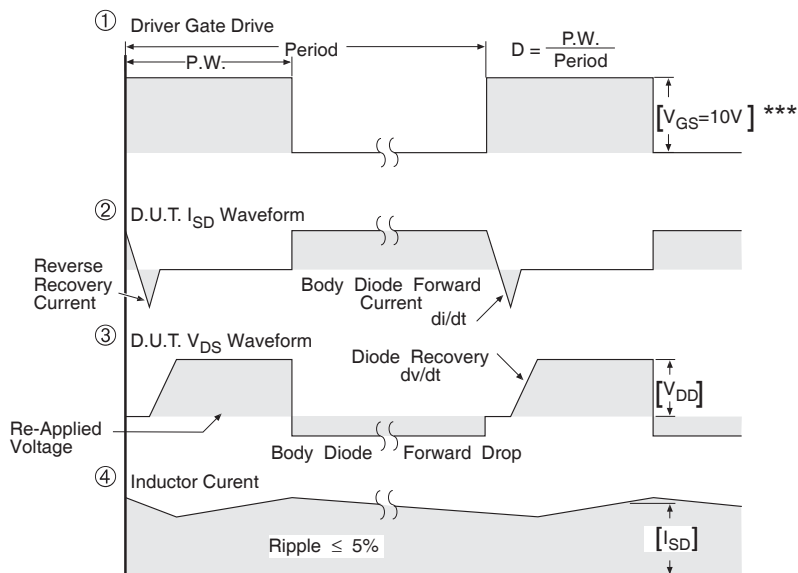 ① Driver Gate Drive
Period
P.W.
D = P.W. / Period
[V_GS=10V] ***
② D.U.T. I_SD Waveform
Reverse
Recovery
Current
Body Diode Forward
Current
di/dt
③ D.U.T. V_DS Waveform
Diode Recovery
dv/dt
[V_DD]
Re-Applied
Voltage
Body Diode Forward Drop
④ Inductor Curent
Ripple ≤ 5%
[I_SD]